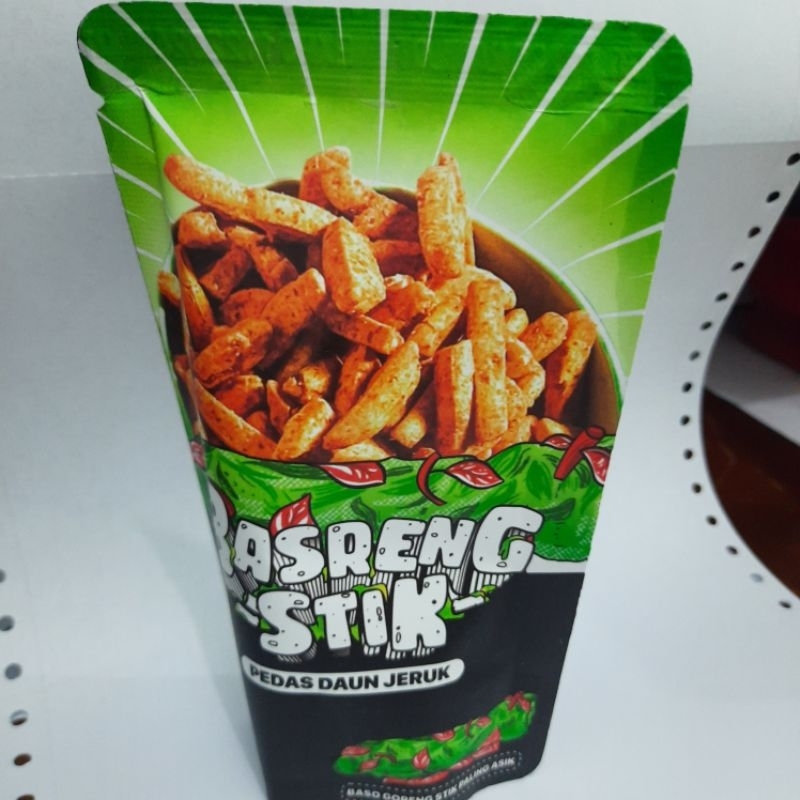 BASRENG
STIK
PEDAS DAUN JERUK
BASO GORENG STIK PALING ASIK